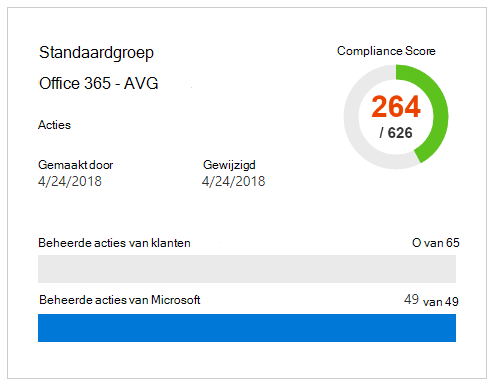 Standaardgroep
Compliance Score
Office 365 - AVG
264
/ 626
Acties
Gemaakt door
Gewijzigd
4/24/2018
4/24/2018
Beheerde acties van klanten
O van 65
Beheerde acties van Microsoft
49 van 49